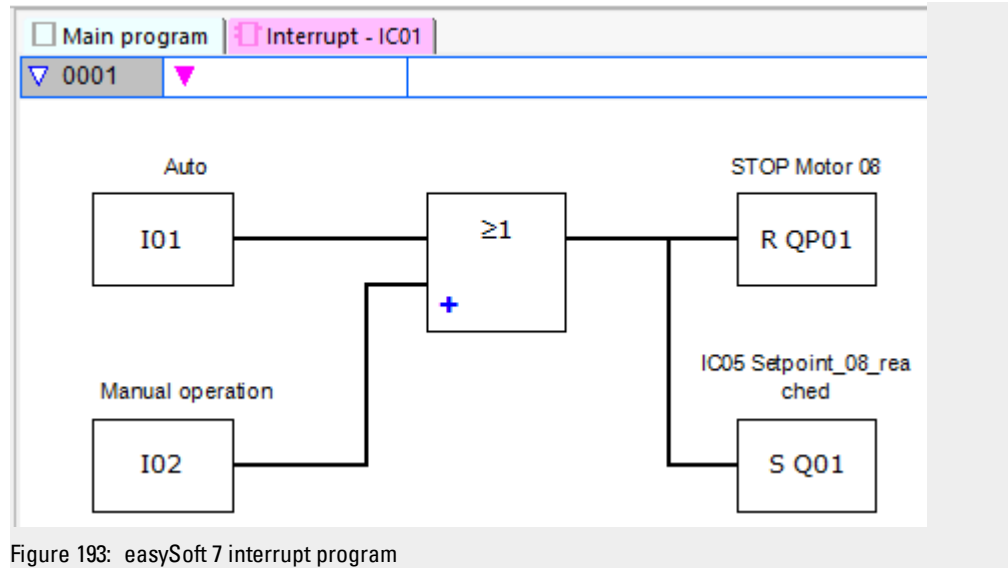 Main program Interrupt - IC01
0001
Auto
STOP Motor 08
I01
≥1
R QP01
+
IC05 Setpoint_08_rea
ched
Manual operation
I02
S Q01
Figure 193: easySoft 7 interrupt program